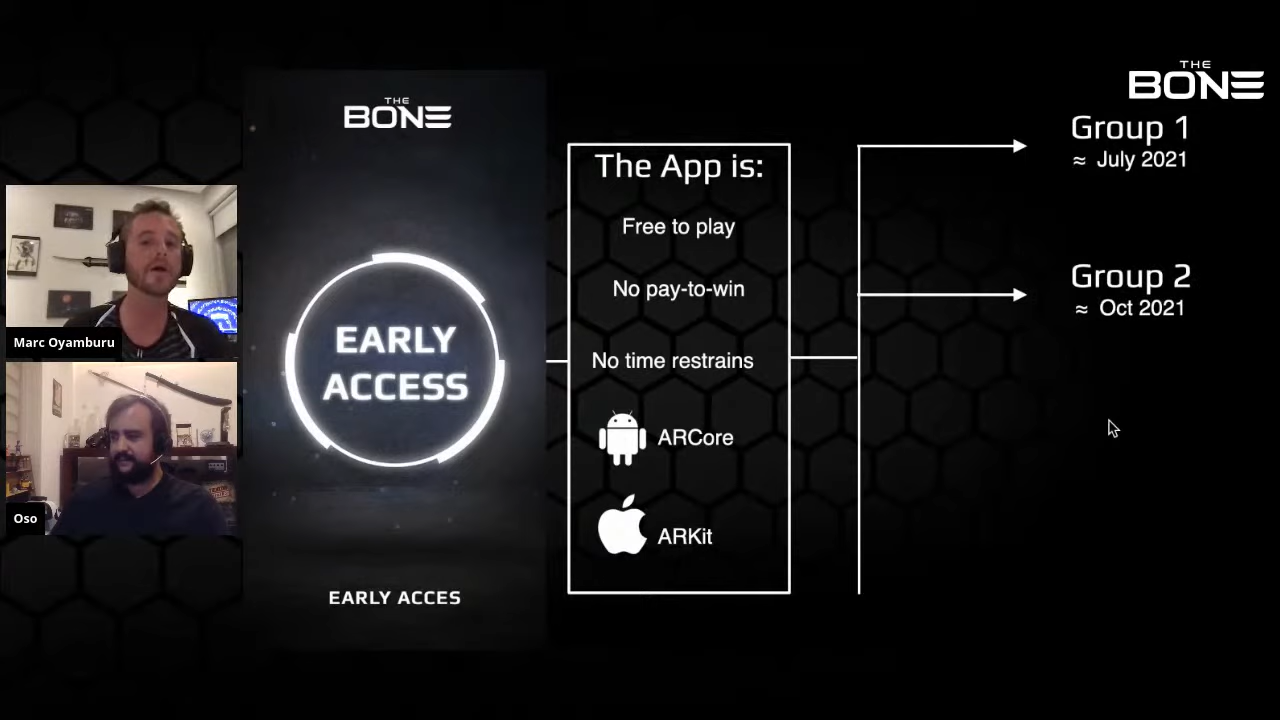 THE
BONE
EARLY
ACCESS
EARLY ACCES
The App is:
Free to play
No pay-to-win
No time restrains
ARCore
ARKit
THE
BONE
Group 1
≈ July 2021
Group 2
≈ Oct 2021
Marc Oyamburu
Oso